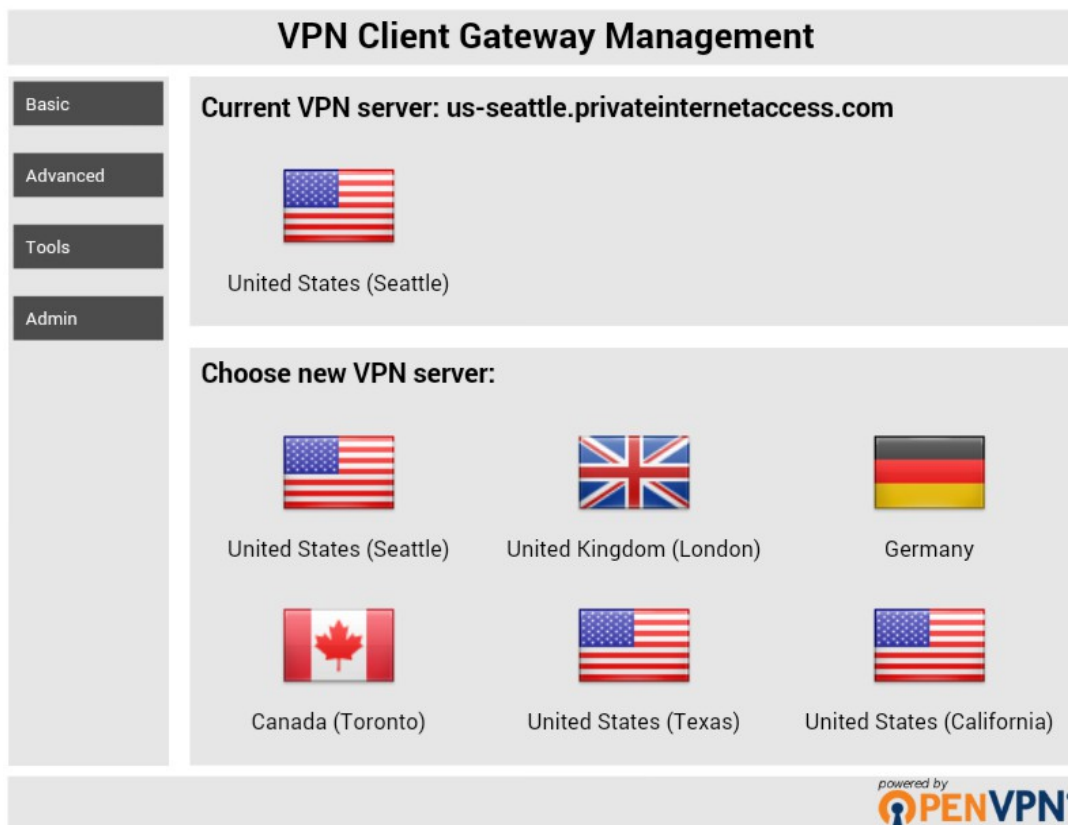 VPN Client Gateway Management
Basic
Advanced
Tools
Admin
Current VPN server: us-seattle.privateinternetaccess.com
United States (Seattle)
Choose new VPN server:
United States (Seattle)
United Kingdom (London)
Germany
Canada (Toronto)
United States (Texas)
United States (California)
powered by
OPENVPN